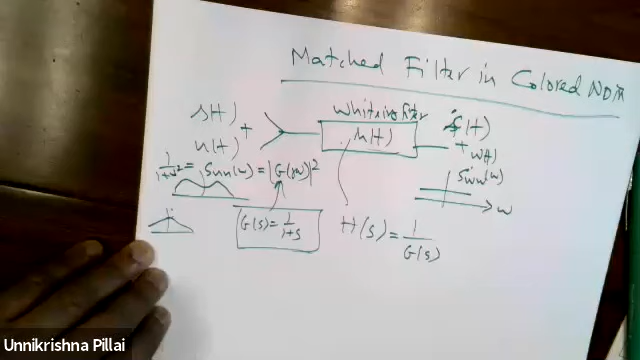 Matched Filter in Colored Noise
s(t)
+
n(t)
Whitening filter
h(t)
s(t)
+ w(t)
1/(1+ω²) = Snn(ω) = |G(jω)|²
Sww(ω)
ω
G(s) = 1/(1+s)
H(s) = 1/G(s)
Unnikrishna Pillai